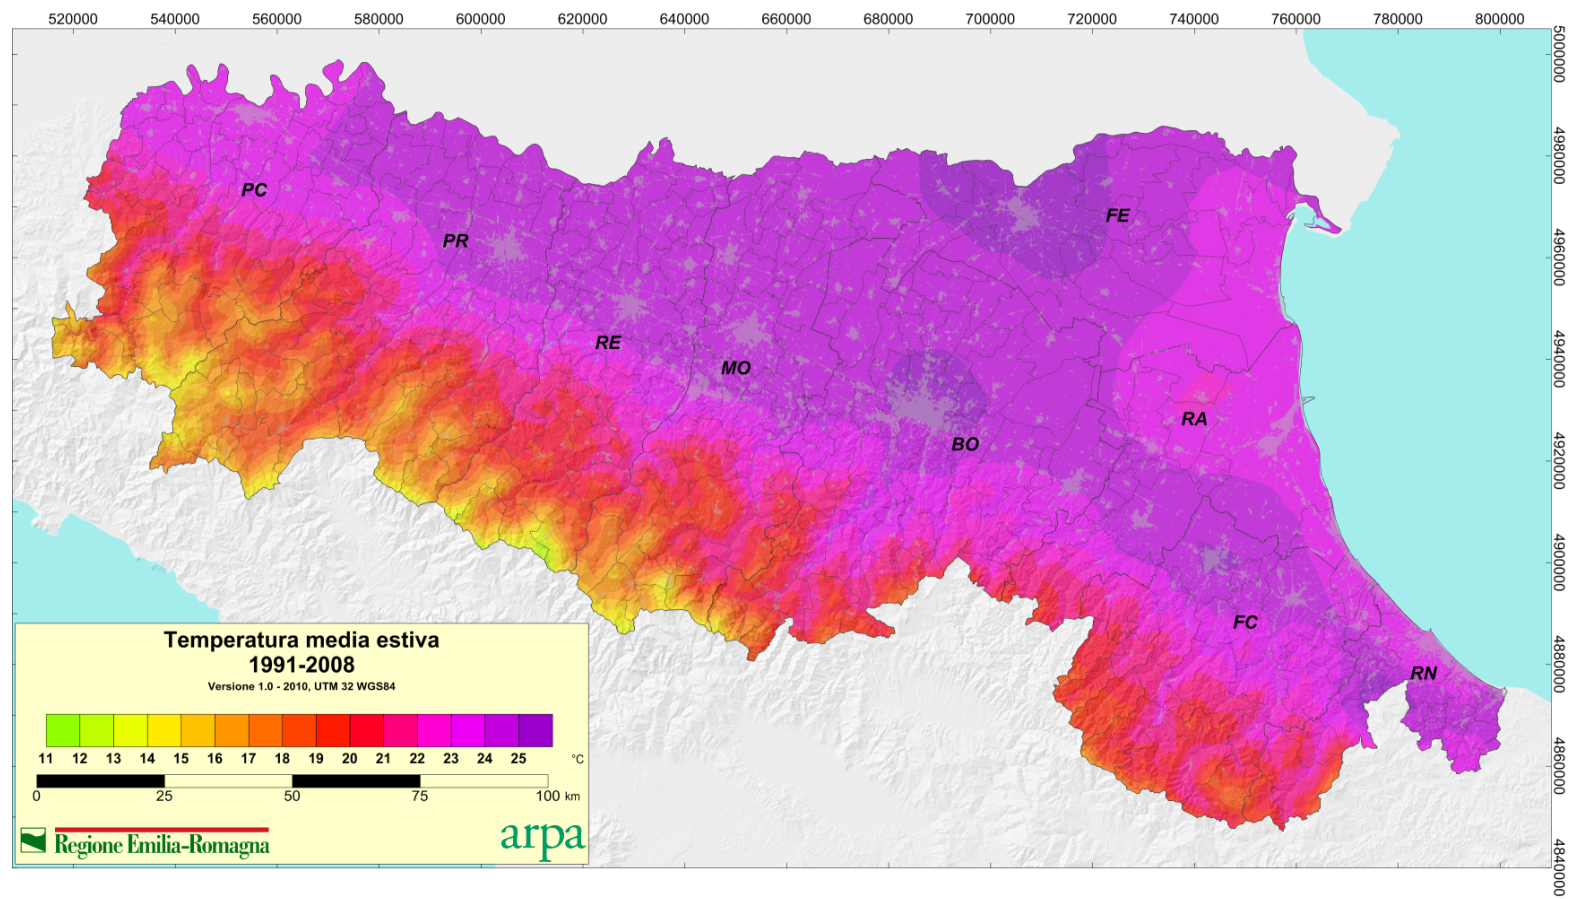 520000 540000 560000 580000 600000 620000 640000 660000 680000 700000 720000 740000 760000 780000 800000
5000000
4980000
4960000
4940000
4920000
4900000
4880000
4860000
4840000
PC
FE
PR
RE
MO
RA
BO
FC
RN
Temperatura media estiva
1991-2008
Versione 1.0 - 2010, UTM 32 WGS84
11 12 13 14 15 16 17 18 19 20 21 22 23 24 25 °C
0 25 50 75 100 km
Regione Emilia-Romagna
arpa